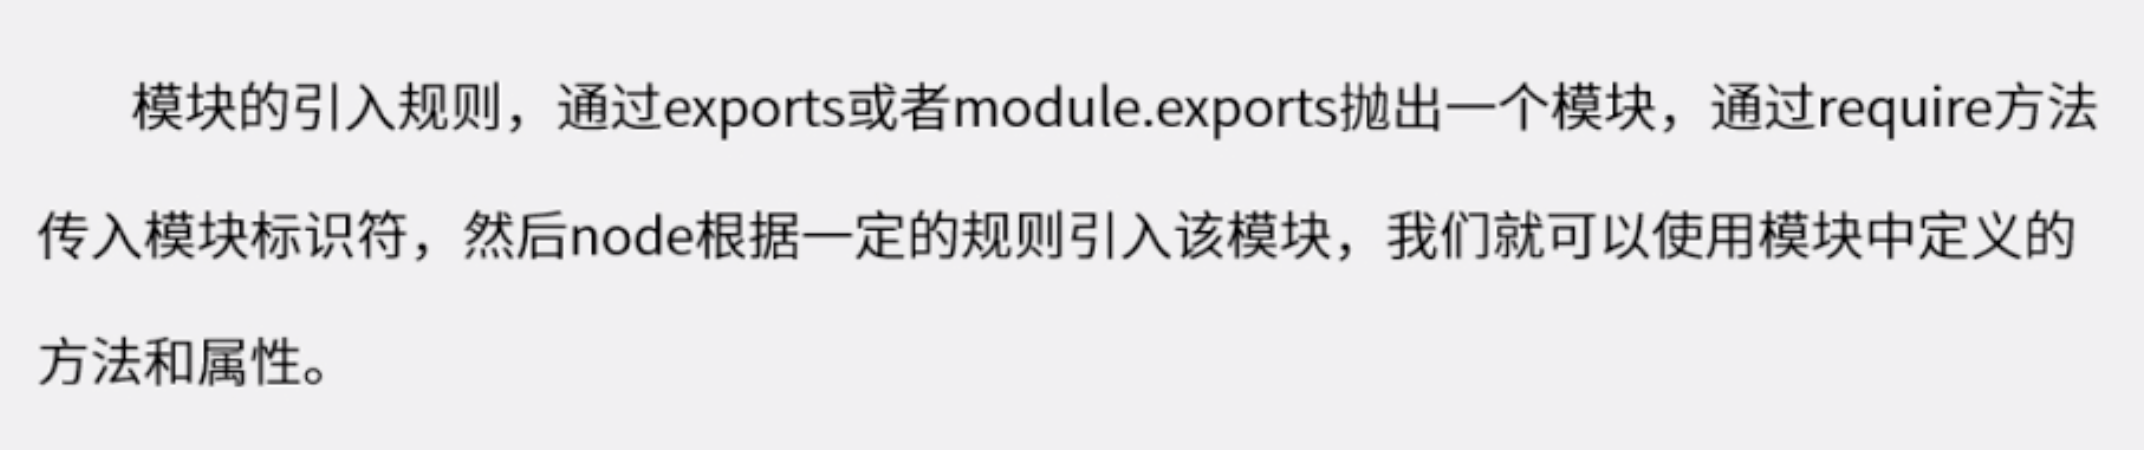 模块的引入规则，通过exports或者module.exports抛出一个模块，通过require方法
传入模块标识符，然后node根据一定的规则引入该模块，我们就可以使用模块中定义的
方法和属性。